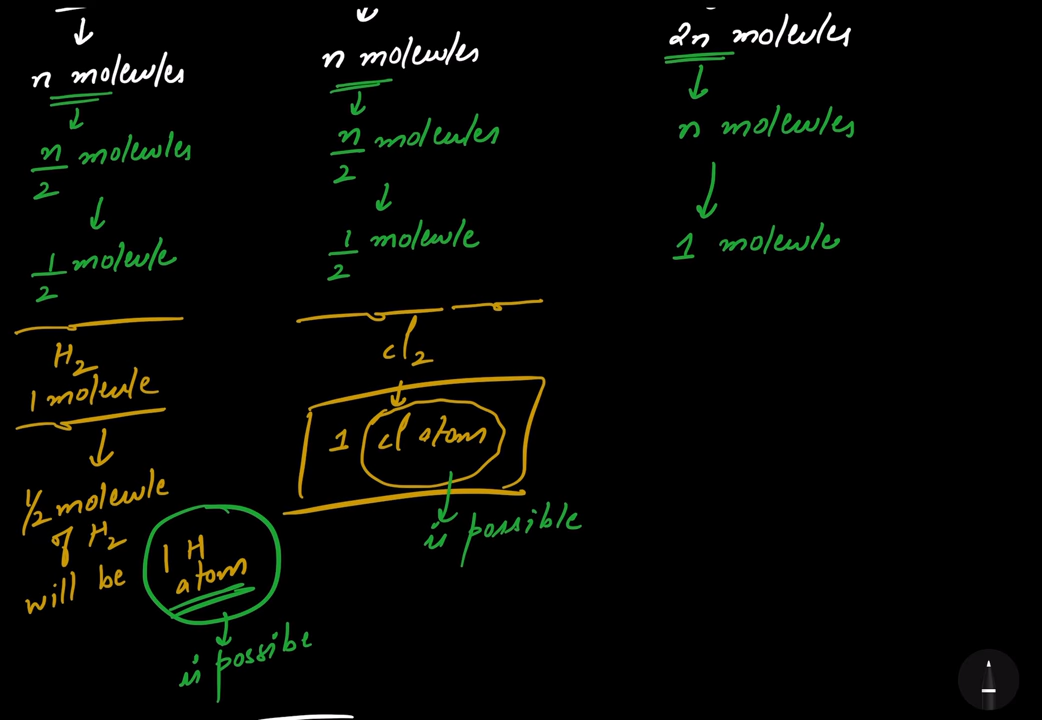 n molecules
n/2 molecules
1/2 molecule
H2
1 molecule
1/2 molecule
of H2
will be
1 H
atom
is possible
n molecules
n/2 molecules
1/2 molecule
Cl2
1 Cl atom
is possible
2n molecules
n molecules
1 molecule